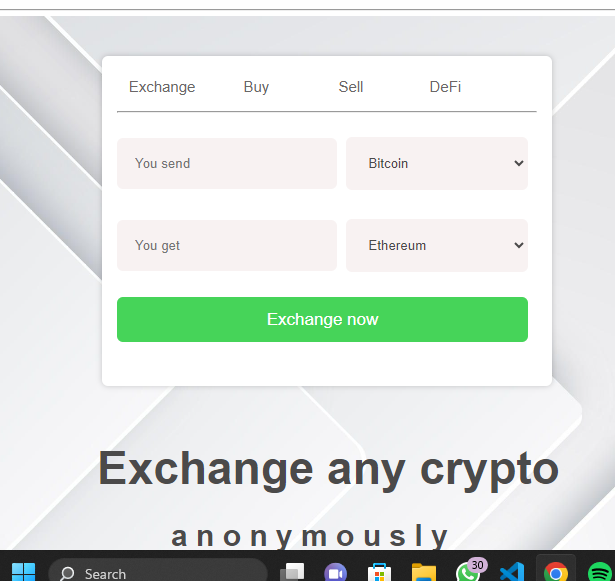 Exchange Buy Sell DeFi
You send Bitcoin
You get Ethereum
Exchange now
Exchange any crypto
anonymously
Search 30